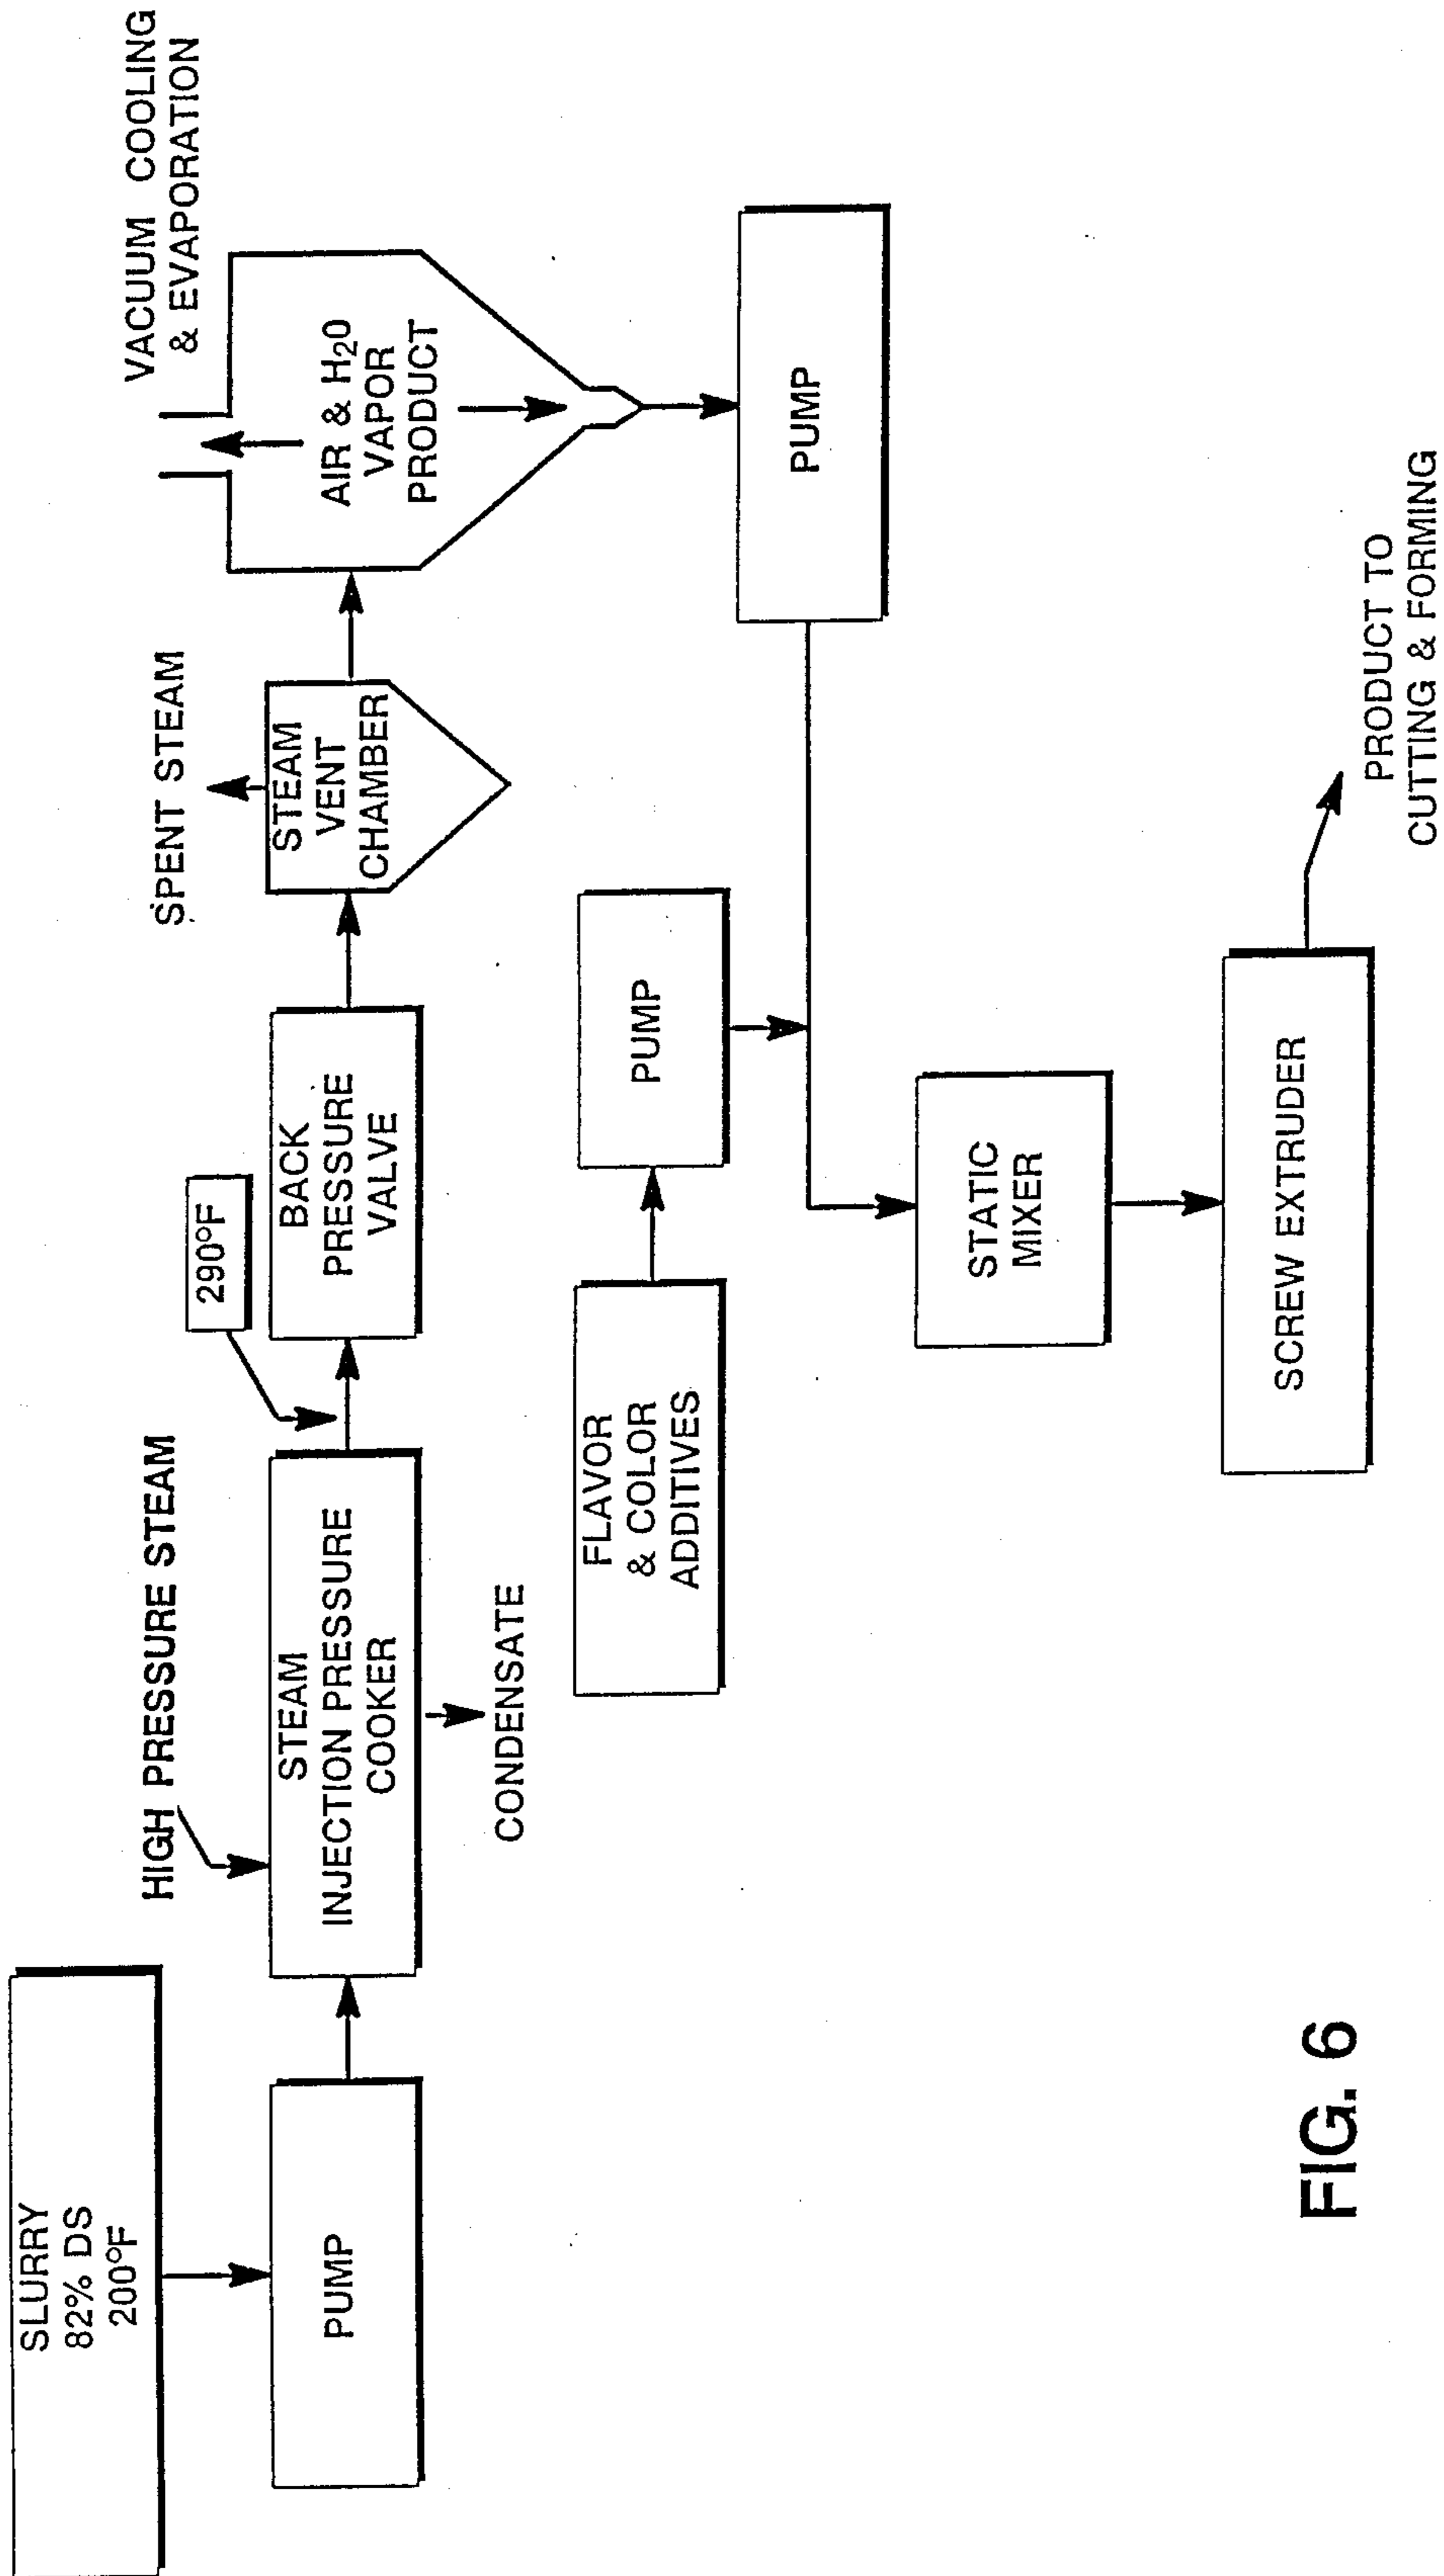 SLURRY
82% DS
200°F
PUMP
HIGH PRESSURE STEAM
STEAM
INJECTION PRESSURE
COOKER
CONDENSATE
290°F
BACK
PRESSURE
VALVE
SPENT STEAM
STEAM
VENT
CHAMBER
VACUUM COOLING
& EVAPORATION
AIR & H₂O
VAPOR
PRODUCT
PUMP
FLAVOR
& COLOR
ADDITIVES
PUMP
STATIC
MIXER
SCREW EXTRUDER
PRODUCT TO
CUTTING & FORMING
FIG. 6